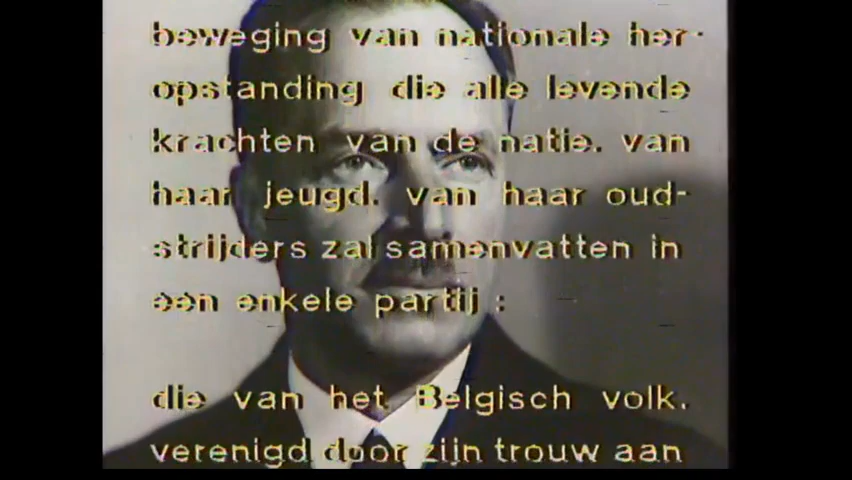 beweging van nationale her-
opstanding die alle levende
krachten van de natie. van
haar jeugd. van haar oud-
strijders zal samenvatten in
een enkele partij :
die van het Belgisch volk.
verenigd door zijn trouw aan